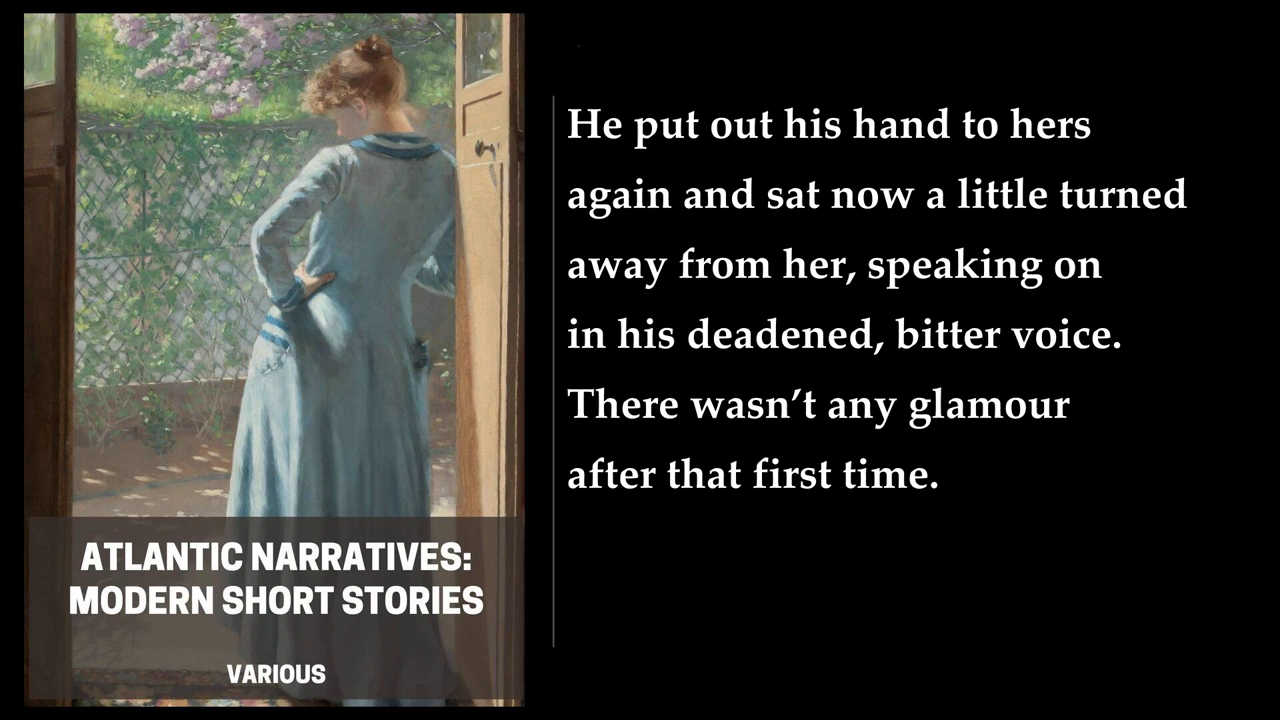 He put out his hand to hers
again and sat now a little turned
away from her, speaking on
in his deadened, bitter voice.
There wasn’t any glamour
after that first time.
ATLANTIC NARRATIVES:
MODERN SHORT STORIES
VARIOUS